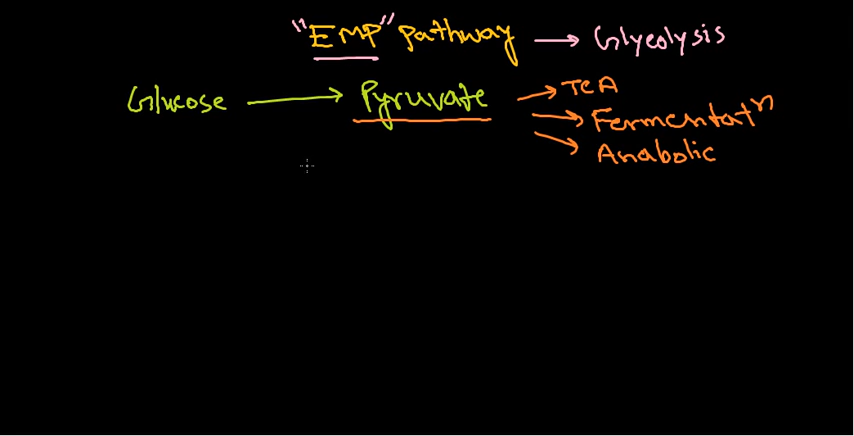 "EMP" Pathway → Glycolysis
Glucose → Pyruvate → TCA
→ Fermentatⁿ
→ Anabolic